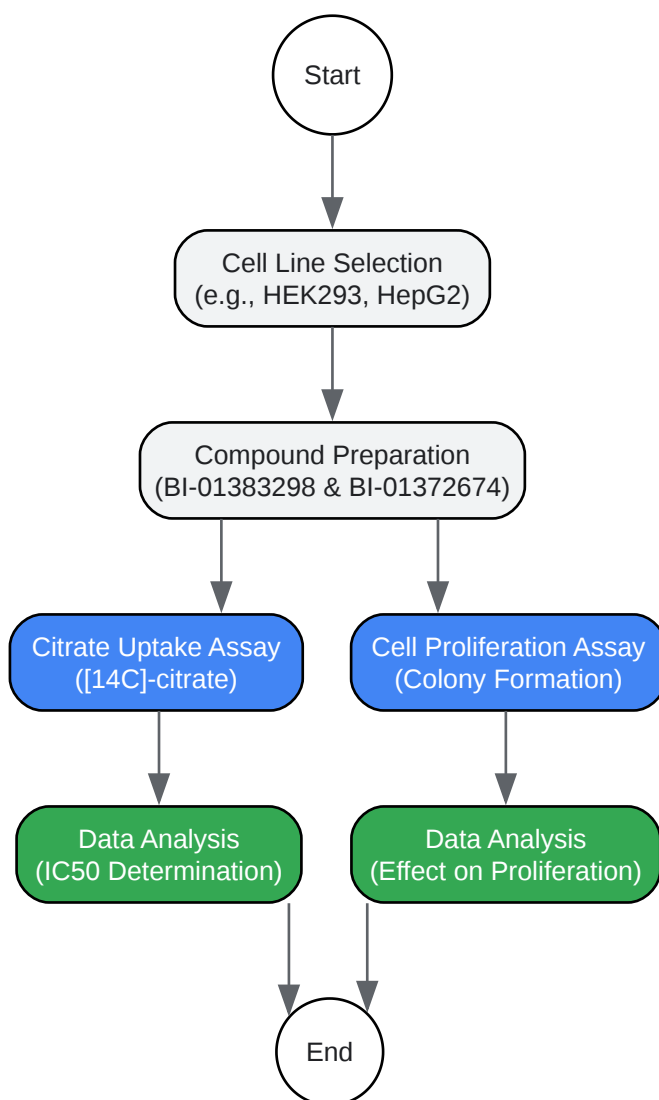 Start
Cell Line Selection
(e.g., HEK293, HepG2)
Compound Preparation
(BI-01383298 & BI-01372674)
Citrate Uptake Assay
([14C]-citrate)
Cell Proliferation Assay
(Colony Formation)
Data Analysis
(IC50 Determination)
Data Analysis
(Effect on Proliferation)
End